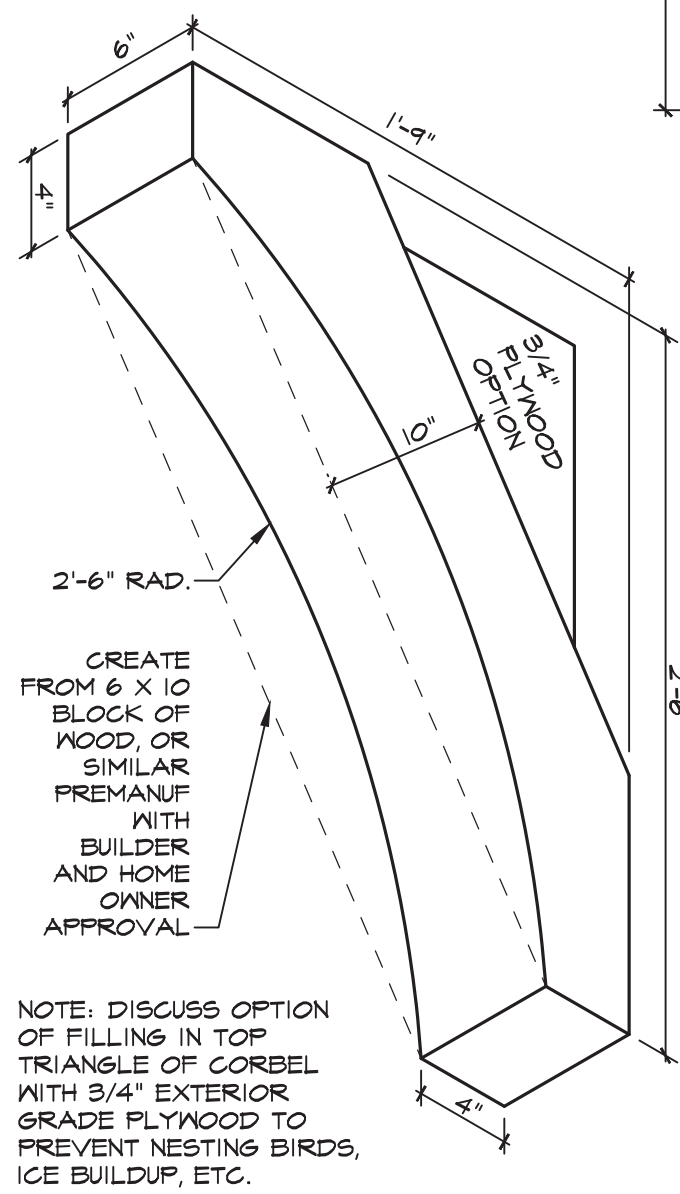 6"
1'-9"
4"
3/4"
PLYWOOD
OPTION
10"
2'-6" RAD.
CREATE
FROM 6 X 10
BLOCK OF
WOOD, OR
SIMILAR
PREMANUF
WITH
BUILDER
AND HOME
OWNER
APPROVAL
NOTE: DISCUSS OPTION
OF FILLING IN TOP
TRIANGLE OF CORBEL
WITH 3/4" EXTERIOR
GRADE PLYWOOD TO
PREVENT NESTING BIRDS,
ICE BUILDUP, ETC.
4"